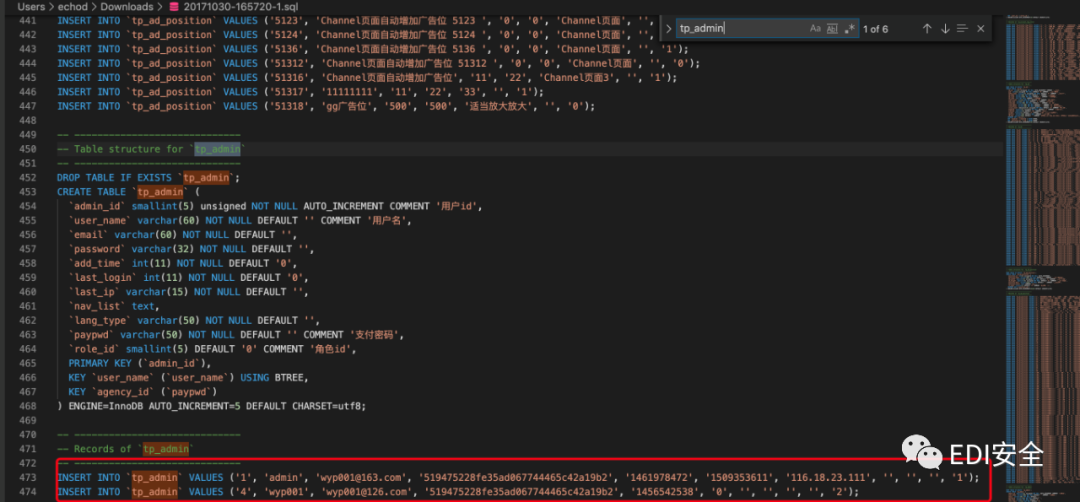 Users > echod > Downloads > 20171030-165720-1.sql
tp_admin Aa Ab .* 1 of 6
441 INSERT INTO `tp_ad_position` VALUES ('5123', 'Channel页面自动增加广告位 5123 ', '0', '0', 'Channel页面', '',
442 INSERT INTO `tp_ad_position` VALUES ('5124', 'Channel页面自动增加广告位 5124 ', '0', '0', 'Channel页面', '',
443 INSERT INTO `tp_ad_position` VALUES ('5136', 'Channel页面自动增加广告位 5136 ', '0', '0', 'Channel页面', '', '1');
444 INSERT INTO `tp_ad_position` VALUES ('51312', 'Channel页面自动增加广告位 51312 ', '0', '0', 'Channel页面', '', '0');
445 INSERT INTO `tp_ad_position` VALUES ('51316', 'Channel页面自动增加广告位', '11', '22', 'Channel页面3', '', '1');
446 INSERT INTO `tp_ad_position` VALUES ('51317', '11111111', '11', '22', '33', '', '1');
447 INSERT INTO `tp_ad_position` VALUES ('51318', 'gg广告位', '500', '500', '适当放大放大', '', '0');
448
449 -- ----------------------------
450 -- Table structure for `tp_admin`
451 -- ----------------------------
452 DROP TABLE IF EXISTS `tp_admin`;
453 CREATE TABLE `tp_admin` (
454 `admin_id` smallint(5) unsigned NOT NULL AUTO_INCREMENT COMMENT '用户id',
455 `user_name` varchar(60) NOT NULL DEFAULT '' COMMENT '用户名',
456 `email` varchar(60) NOT NULL DEFAULT '',
457 `password` varchar(32) NOT NULL DEFAULT '',
458 `add_time` int(11) NOT NULL DEFAULT '0',
459 `last_login` int(11) NOT NULL DEFAULT '0',
460 `last_ip` varchar(15) NOT NULL DEFAULT '',
461 `nav_list` text,
462 `lang_type` varchar(50) NOT NULL DEFAULT '',
463 `paypwd` varchar(50) NOT NULL DEFAULT '' COMMENT '支付密码',
464 `role_id` smallint(5) DEFAULT '0' COMMENT '角色id',
465 PRIMARY KEY (`admin_id`),
466 KEY `user_name` (`user_name`) USING BTREE,
467 KEY `agency_id` (`paypwd`)
468 ) ENGINE=InnoDB AUTO_INCREMENT=5 DEFAULT CHARSET=utf8;
469
470 -- ----------------------------
471 -- Records of `tp_admin`
472 -- ----------------------------
473 INSERT INTO `tp_admin` VALUES ('1', 'admin', 'wyp001@163.com', '519475228fe35ad067744465c42a19b2', '1461978472', '1509353611', '116.18.23.111', '', '', '', '1');
474 INSERT INTO `tp_admin` VALUES ('4', 'wyp001', 'wyp001@126.com', '519475228fe35ad067744465c42a19b2', '1456542538', '0', '', '', '', '', '2');
EDI安全